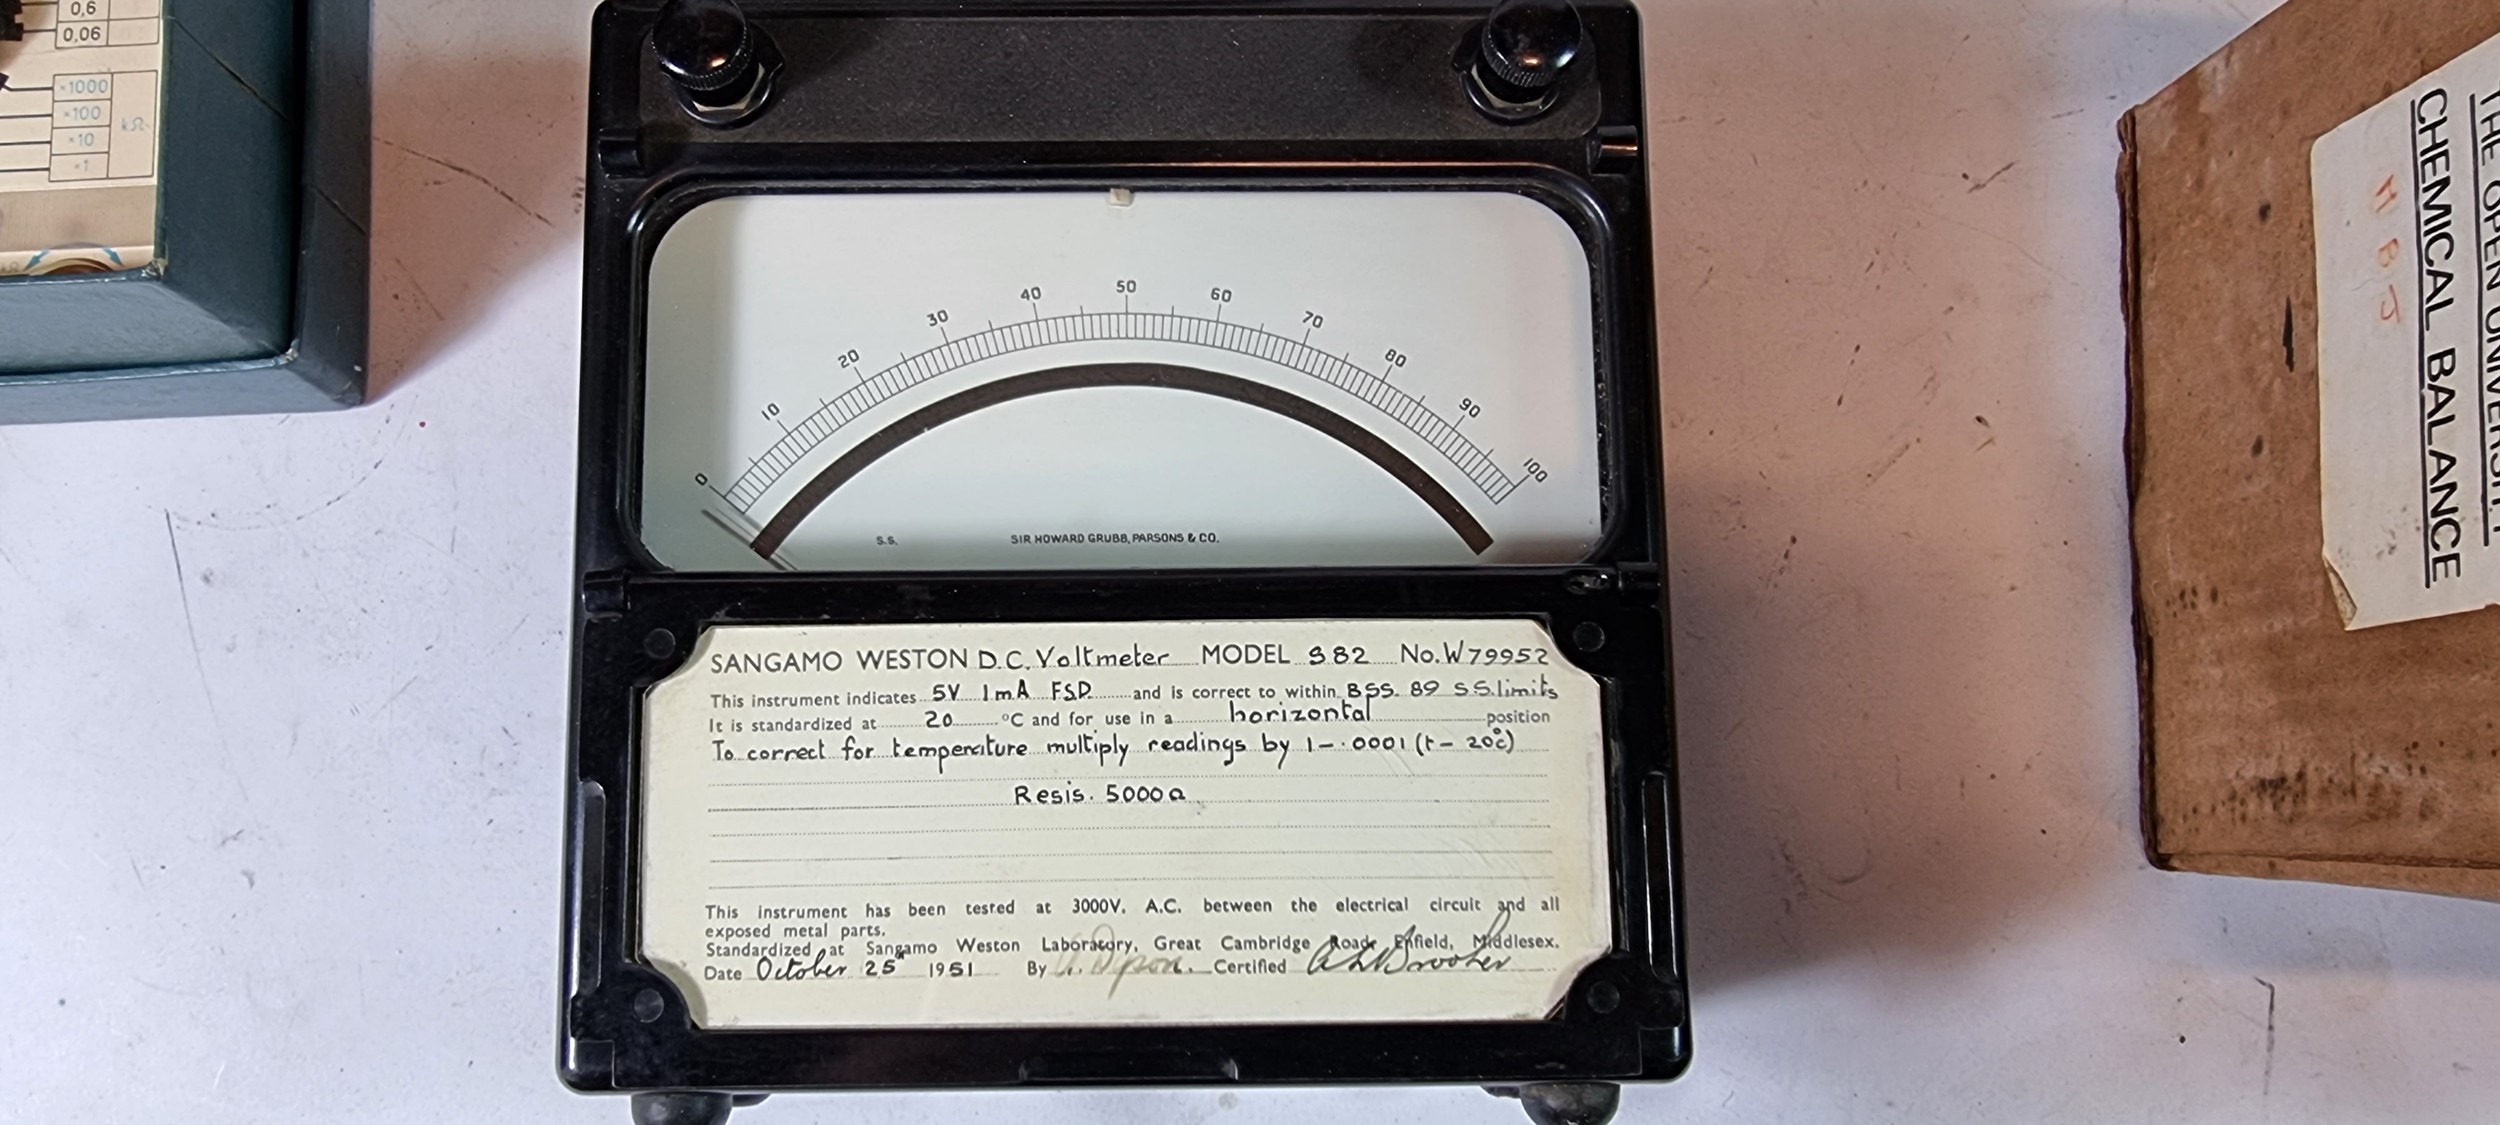 0,6
0,06
×1000
×100
×10
×1
kΩ
0 10 20 30 40 50 60 70 80 90 100
S.S. SIR HOWARD GRUBB, PARSONS & CO.
SANGAMO WESTON D.C. Voltmeter MODEL S82 No. W79952
This instrument indicates 5V 1mA FSD and is correct to within BSS. 89 S.S. limits
It is standardized at 20 °C and for use in a horizontal position
To correct for temperature multiply readings by 1-.0001 (t-20°c)
Resis. 5000Ω
This instrument has been tested at 3000V. A.C. between the electrical circuit and all
exposed metal parts.
Standardized at Sangamo Weston Laboratory, Great Cambridge Road, Enfield, Middlesex.
Date October 25 1951 By Certified
THE OPEN UNIVERSITY
CHEMICAL BALANCE
H B J